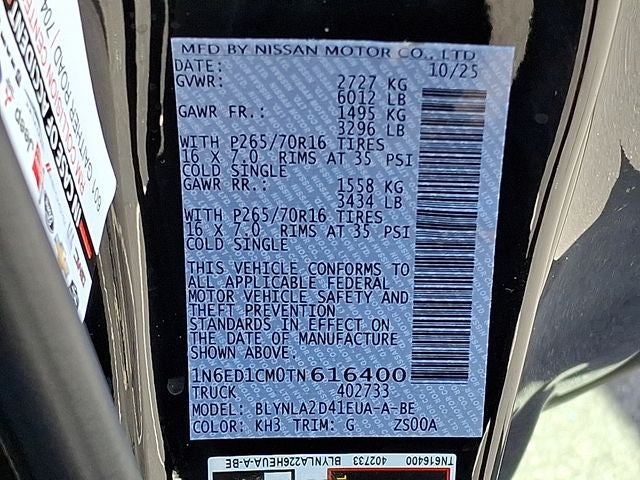 MFD BY NISSAN MOTOR CO., LTD
DATE: 10/25
GVWR: 2727 KG
6012 LB
GAWR FR.: 1495 KG
3296 LB
WITH P265/70R16 TIRES
16 X 7.0 RIMS AT 35 PSI
COLD SINGLE
GAWR RR.: 1558 KG
3434 LB
WITH P265/70R16 TIRES
16 X 7.0 RIMS AT 35 PSI
COLD SINGLE
THIS VEHICLE CONFORMS TO
ALL APPLICABLE FEDERAL
MOTOR VEHICLE SAFETY AND
THEFT PREVENTION
STANDARDS IN EFFECT ON
THE DATE OF MANUFACTURE
SHOWN ABOVE.
1N6ED1CM0TN616400
TRUCK 402733
MODEL: BLYNLA2D41EUA-A-BE
COLOR: KH3 TRIM: G ZS00A
TN616400 402733 BLYNLA226HEUA-A-BE